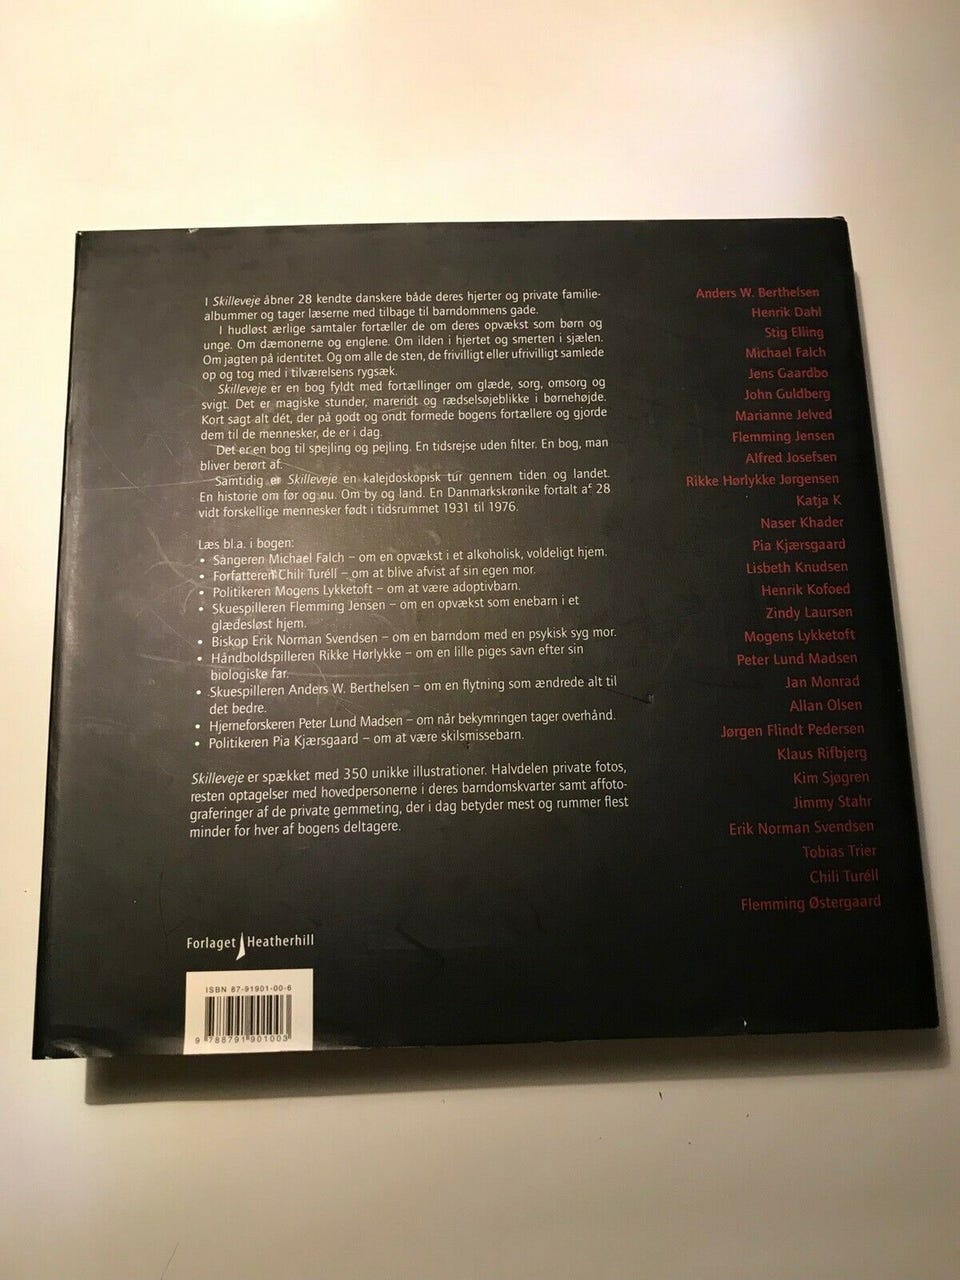 I Skilleveje åbner 28 kendte danskere både deres hjerter og private familie-
albummer og tager læserne med tilbage til barndommens gade.
I hudløst ærlige samtaler fortæller de om deres opvækst som børn og
unge. Om dæmonerne og englene. Om ilden i hjertet og smerten i sjælen.
Om jagten på identitet. Og om alle de sten, de frivilligt eller ufrivilligt samlede
op og tog med i tilværelsens rygsæk.
Skilleveje er en bog fyldt med fortællinger om glæde, sorg, omsorg og
svigt. Det er magiske stunder, mareridt og rædselsøjeblikke i børnehøjde.
Kort sagt alt dét, der på godt og ondt formede bogens fortællere og gjorde
dem til de mennesker, de er i dag.
Det er en bog til spejling og pejling. En tidsrejse uden filter. En bog, man
bliver berørt af.
Samtidig er Skilleveje en kalejdoskopisk tur gennem tiden og landet.
En historie om før og nu. Om by og land. En Danmarkskrønike fortalt af 28
vidt forskellige mennesker født i tidsrummet 1931 til 1976.
Læs bl.a. i bogen:
• Sangeren Michael Falch – om en opvækst i et alkoholisk, voldeligt hjem.
• Forfatteren Chili Turéll – om at blive afvist af sin egen mor.
• Politikeren Mogens Lykketoft – om at være adoptivbarn.
• Skuespilleren Flemming Jensen – om en opvækst som enebarn i et
glædesløst hjem.
• Biskop Erik Norman Svendsen – om en barndom med en psykisk syg mor.
• Håndboldspilleren Rikke Hørlykke – om en lille piges savn efter sin
biologiske far.
• Skuespilleren Anders W. Berthelsen – om en flytning som ændrede alt til
det bedre.
• Hjerneforskeren Peter Lund Madsen – om når bekymringen tager overhånd.
• Politikeren Pia Kjærsgaard – om at være skilsmissebarn.
Skilleveje er spækket med 350 unikke illustrationer. Halvdelen private fotos,
resten optagelser med hovedpersonerne i deres barndomskvarter samt affoto-
graferinger af de private gemmeting, der i dag betyder mest og rummer flest
minder for hver af bogens deltagere.
Anders W. Berthelsen
Henrik Dahl
Stig Elling
Michael Falch
Jens Gaardbo
John Guldberg
Marianne Jelved
Flemming Jensen
Alfred Josefsen
Rikke Hørlykke Jørgensen
Katja K
Naser Khader
Pia Kjærsgaard
Lisbeth Knudsen
Henrik Kofoed
Zindy Laursen
Mogens Lykketoft
Peter Lund Madsen
Jan Monrad
Allan Olsen
Jørgen Flindt Pedersen
Klaus Rifbjerg
Kim Sjøgren
Jimmy Stahr
Erik Norman Svendsen
Tobias Trier
Chili Turéll
Flemming Østergaard
Forlaget Heatherhill
ISBN 87-91901-00-6
9 788791 901003